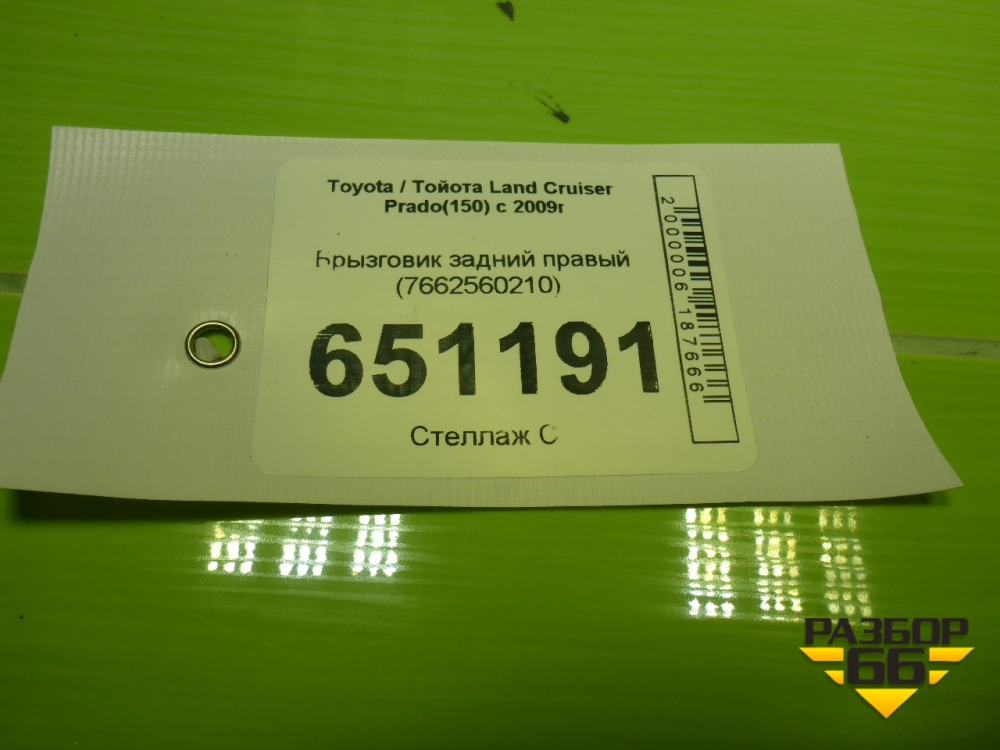 Toyota / Тойота Land Cruiser
Prado(150) с 2009г
Брызговик задний правый
(7662560210)
651191
Стеллаж С
2000006187666
РАЗБОР
66